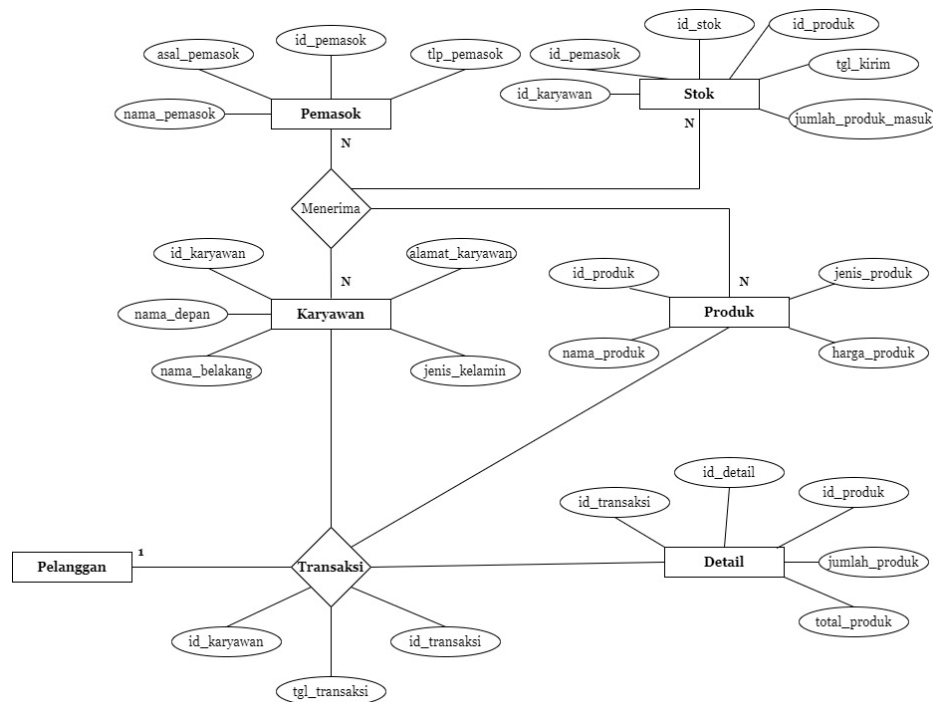 id_stok
id_produk
id_pemasok
asal_pemasok
tlp_pemasok
id_pemasok
tgl_kirim
id_karyawan
Stok
nama_pemasok
Pemasok
jumlah_produk_masuk
N
N
Menerima
id_karyawan
alamat_karyawan
id_produk
jenis_produk
N
N
nama_depan
Karyawan
Produk
nama_produk
harga_produk
nama_belakang
jenis_kelamin
id_detail
id_transaksi
id_produk
1
Pelanggan
Transaksi
Detail
jumlah_produk
total_produk
id_karyawan
id_transaksi
tgl_transaksi